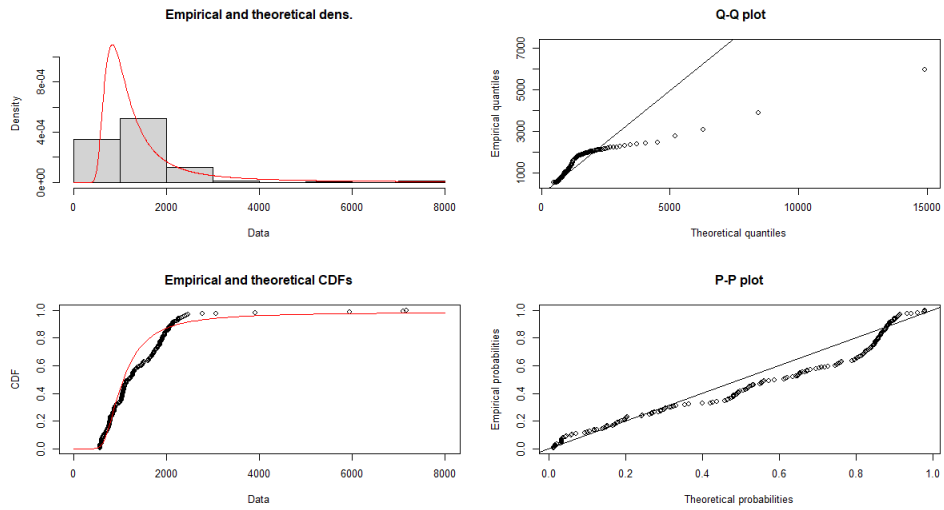 Empirical and theoretical dens.
Density
0e+00 4e-04 8e-04
0 2000 4000 6000 8000
Data
Q-Q plot
Empirical quantiles
1000 3000 5000 7000
0 5000 10000 15000
Theoretical quantiles
Empirical and theoretical CDFs
CDF
0.0 0.2 0.4 0.6 0.8 1.0
0 2000 4000 6000 8000
Data
P-P plot
Empirical probabilities
0.0 0.2 0.4 0.6 0.8 1.0
0.0 0.2 0.4 0.6 0.8 1.0
Theoretical probabilities